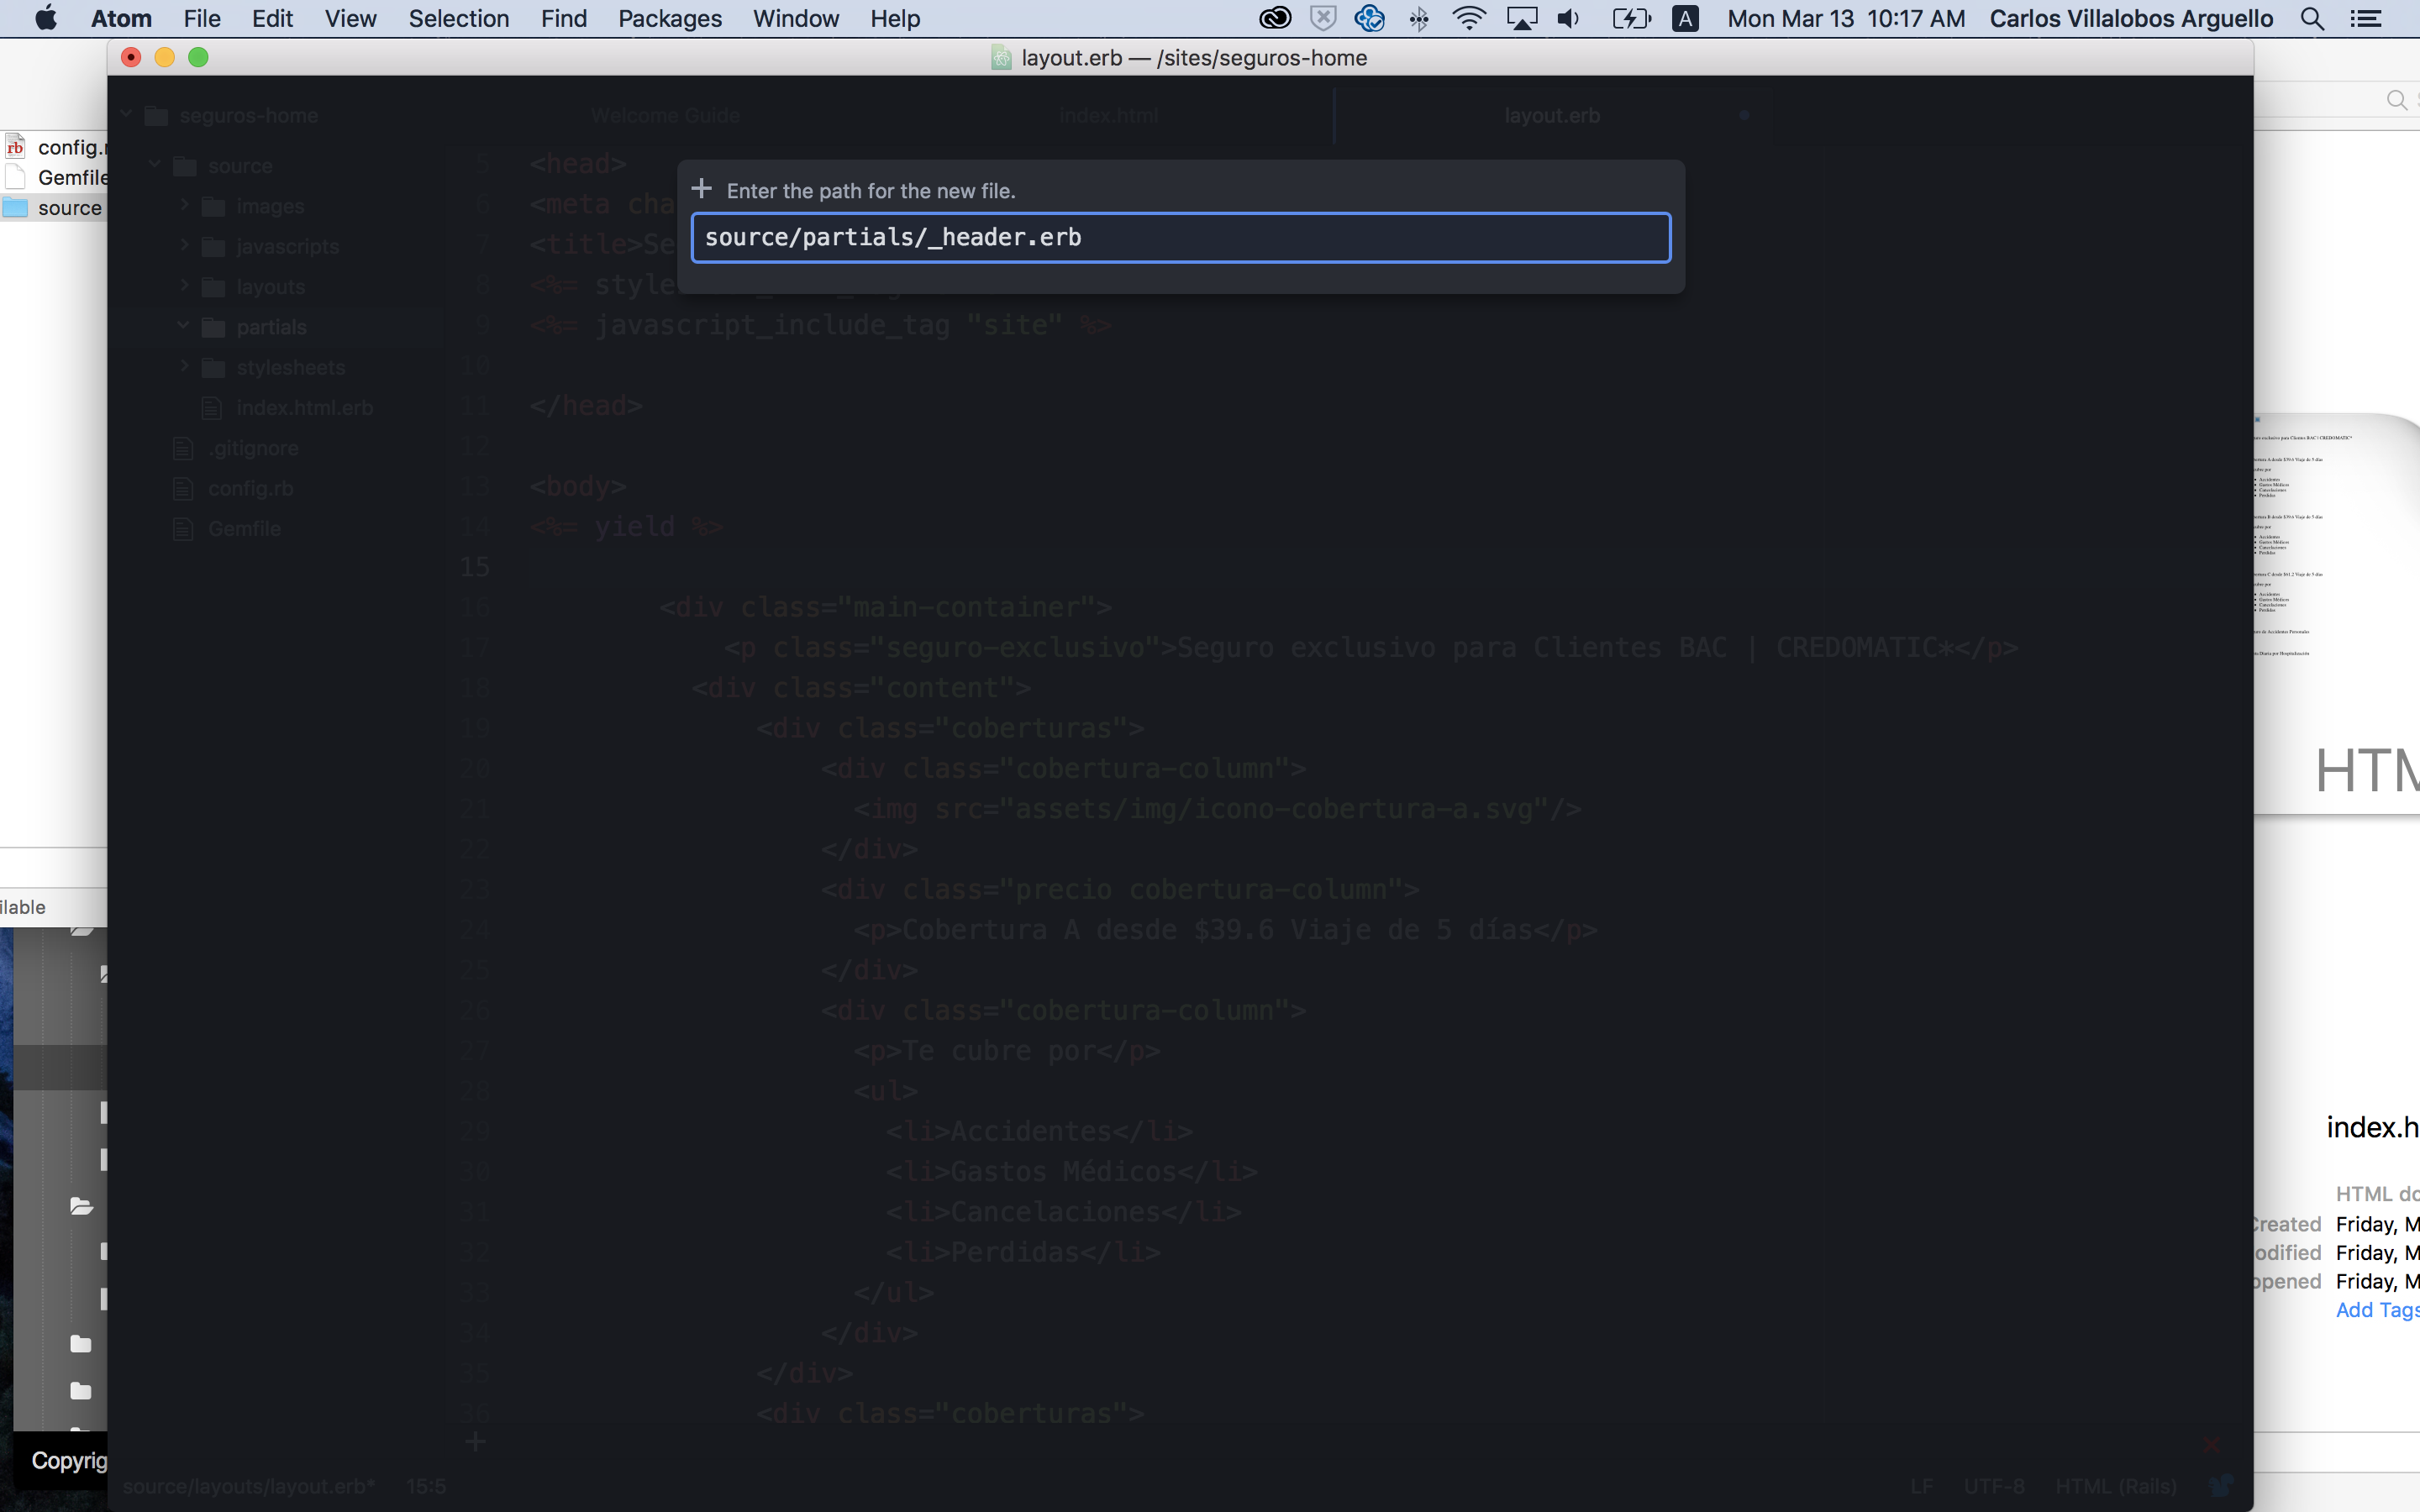 Atom File Edit View Selection Find Packages Window Help A Mon Mar 13 10:17 AM Carlos Villalobos Arguello
layout.erb — /sites/seguros-home
config.r
Gemfile
source
ilable
Copyrig
seguros-home
source
images
javascripts
layouts
partials
stylesheets
index.html.erb
.gitignore
config.rb
Gemfile
Welcome Guide index.html layout.erb
Enter the path for the new file.
source/partials/_header.erb
5 <head>
6 <meta cha
7 <title>Se
8 <%= style
9 <%= javascript_include_tag "site" %>
10
11 </head>
12
13 <body>
14 <%= yield %>
15
16 <div class="main-container">
17 <p class="seguro-exclusivo">Seguro exclusivo para Clientes BAC | CREDOMATIC*</p>
18 <div class="content">
19 <div class="coberturas">
20 <div class="cobertura-column">
21 <img src="assets/img/icono-cobertura-a.svg"/>
22 </div>
23 <div class="precio cobertura-column">
24 <p>Cobertura A desde $39.6 Viaje de 5 días</p>
25 </div>
26 <div class="cobertura-column">
27 <p>Te cubre por</p>
28 <ul>
29 <li>Accidentes</li>
30 <li>Gastos Médicos</li>
31 <li>Cancelaciones</li>
32 <li>Perdidas</li>
33 </ul>
34 </div>
35 </div>
36 <div class="coberturas">
source/layouts/layout.erb* 15:5 LF UTF-8 HTML (Rails)
HTM
index.h
HTML do
Created Friday, M
odified Friday, M
opened Friday, M
Add Tags